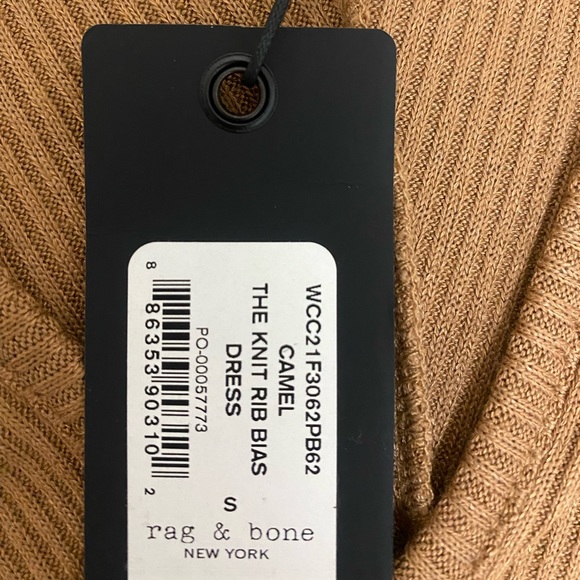 WCC21F3062PB62
CAMEL
THE KNIT RIB BIAS
DRESS
PO-00057773
8 86353 90310 2
S
rag & bone
NEW YORK